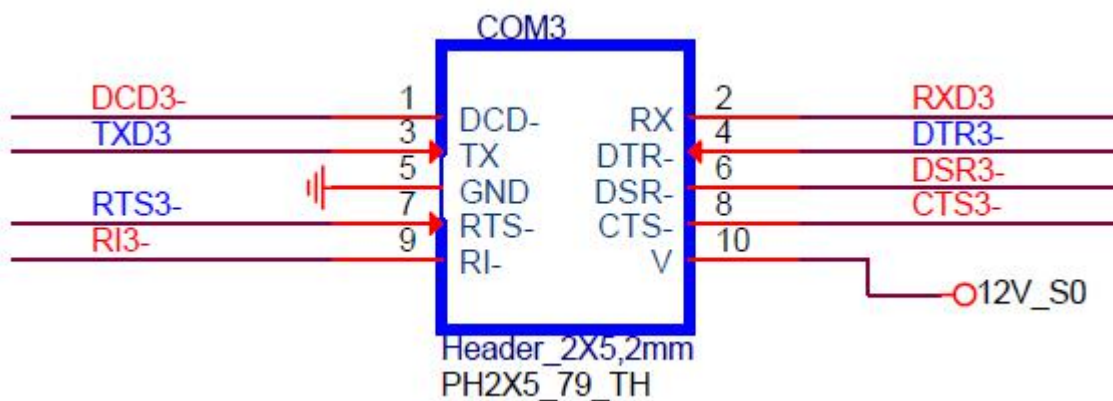 COM3
DCD3- 1 DCD- RX 2 RXD3
TXD3 3 TX DTR- 4 DTR3-
5 GND DSR- 6 DSR3-
RTS3- 7 RTS- CTS- 8 CTS3-
RI3- 9 RI- V 10
12V_S0
Header_2X5,2mm
PH2X5_79_TH